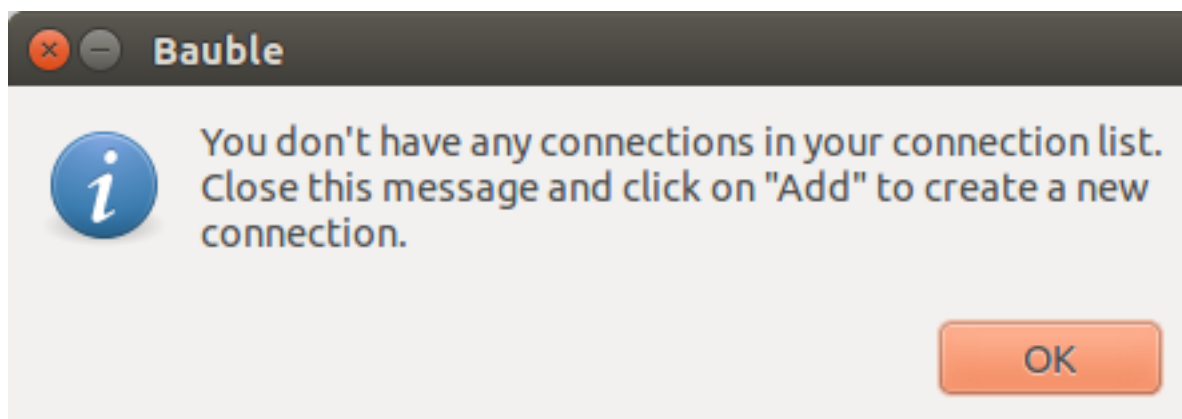 Bauble
You don't have any connections in your connection list.
Close this message and click on "Add" to create a new
connection.
OK